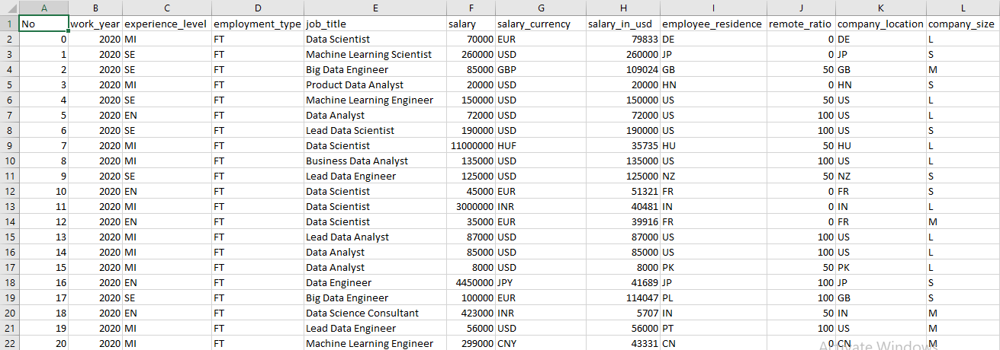 A B C D E F G H I J K L
1 No work_year experience_level employment_type job_title salary salary_currency salary_in_usd employee_residence remote_ratio company_location company_size
2 0 2020 MI FT Data Scientist 70000 EUR 79833 DE 0 DE L
3 1 2020 SE FT Machine Learning Scientist 260000 USD 260000 JP 0 JP S
4 2 2020 SE FT Big Data Engineer 85000 GBP 109024 GB 50 GB M
5 3 2020 MI FT Product Data Analyst 20000 USD 20000 HN 0 HN S
6 4 2020 SE FT Machine Learning Engineer 150000 USD 150000 US 50 US L
7 5 2020 EN FT Data Analyst 72000 USD 72000 US 100 US L
8 6 2020 SE FT Lead Data Scientist 190000 USD 190000 US 100 US S
9 7 2020 MI FT Data Scientist 11000000 HUF 35735 HU 50 HU L
10 8 2020 MI FT Business Data Analyst 135000 USD 135000 US 100 US L
11 9 2020 SE FT Lead Data Engineer 125000 USD 125000 NZ 50 NZ S
12 10 2020 EN FT Data Scientist 45000 EUR 51321 FR 0 FR S
13 11 2020 MI FT Data Scientist 3000000 INR 40481 IN 0 IN L
14 12 2020 EN FT Data Scientist 35000 EUR 39916 FR 0 FR M
15 13 2020 MI FT Lead Data Analyst 87000 USD 87000 US 100 US L
16 14 2020 MI FT Data Analyst 85000 USD 85000 US 100 US L
17 15 2020 MI FT Data Analyst 8000 USD 8000 PK 50 PK L
18 16 2020 EN FT Data Engineer 4450000 JPY 41689 JP 100 JP S
19 17 2020 SE FT Big Data Engineer 100000 EUR 114047 PL 100 GB S
20 18 2020 EN FT Data Science Consultant 423000 INR 5707 IN 50 IN M
21 19 2020 MI FT Lead Data Engineer 56000 USD 56000 PT 100 US M
22 20 2020 MI FT Machine Learning Engineer 299000 CNY 43331 CN 0 CN M
Activate Windows